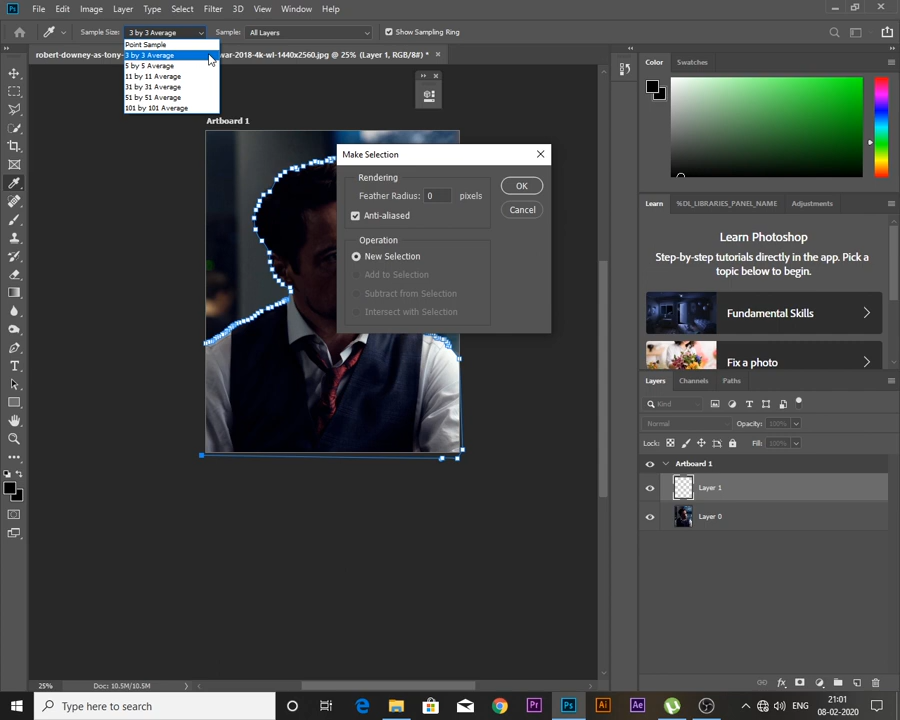 Ps File Edit Image Layer Type Select Filter 3D View Window Help
Sample Size: 3 by 3 Average Sample: All Layers Show Sampling Ring
robert-downey-as-tony- war-2018-4k-wl-1440x2560.jpg @ 25% (Layer 1, RGB/8#) *
Point Sample
3 by 3 Average
5 by 5 Average
11 by 11 Average
31 by 31 Average
51 by 51 Average
101 by 101 Average
Artboard 1
Make Selection
Rendering
Feather Radius: 0 pixels
Anti-aliased
OK
Cancel
Operation
New Selection
Add to Selection
Subtract from Selection
Intersect with Selection
Color Swatches
Learn %DL_LIBRARIES_PANEL_NAME% Adjustments
Learn Photoshop
Step-by-step tutorials directly in the app. Pick a
topic below to begin.
Fundamental Skills
Fix a photo
Layers Channels Paths
Kind
Normal Opacity: 100%
Lock: Fill: 100%
Artboard 1
Layer 1
Layer 0
25% Doc: 10.5M/10.5M
Type here to search
Pr Ps Ai Ae
ENG
21:01
08-02-2020